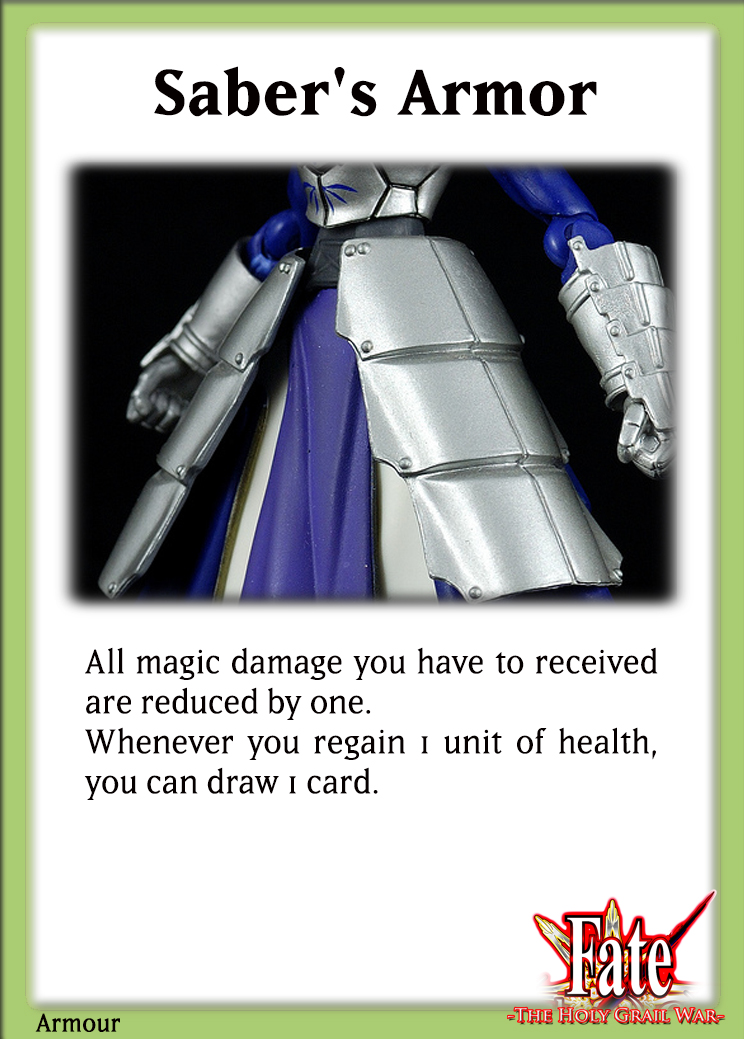 Saber's Armor
All magic damage you have to received
are reduced by one.
Whenever you regain 1 unit of health,
you can draw 1 card.
Fate
-THE HOLY GRAIL WAR-
Armour